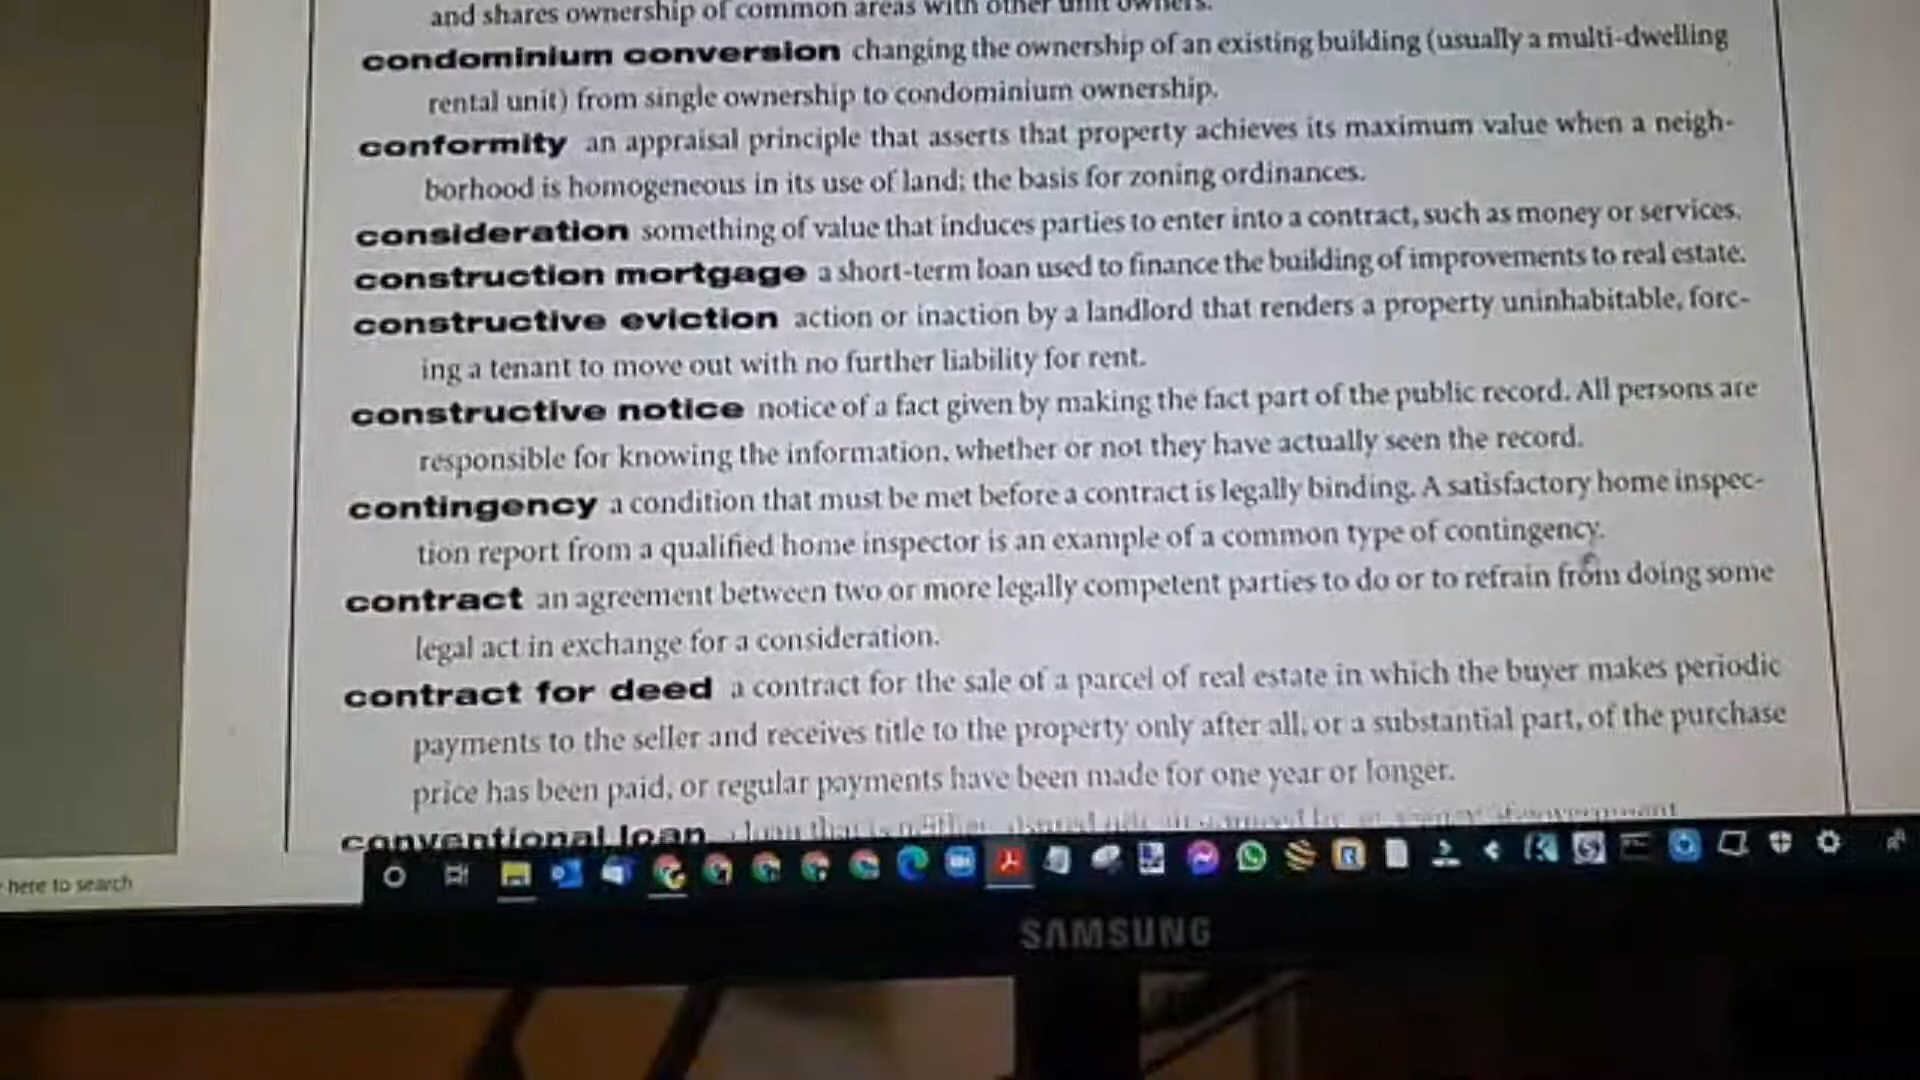 and shares ownership of common areas with other unit owners.
condominium conversion changing the ownership of an existing building (usually a multi-dwelling
rental unit) from single ownership to condominium ownership.
conformity an appraisal principle that asserts that property achieves its maximum value when a neigh-
borhood is homogeneous in its use of land; the basis for zoning ordinances.
consideration something of value that induces parties to enter into a contract, such as money or services.
construction mortgage a short-term loan used to finance the building of improvements to real estate.
constructive eviction action or inaction by a landlord that renders a property uninhabitable, forc-
ing a tenant to move out with no further liability for rent.
constructive notice notice of a fact given by making the fact part of the public record. All persons are
responsible for knowing the information, whether or not they have actually seen the record.
contingency a condition that must be met before a contract is legally binding. A satisfactory home inspec-
tion report from a qualified home inspector is an example of a common type of contingency.
contract an agreement between two or more legally competent parties to do or to refrain from doing some
legal act in exchange for a consideration.
contract for deed a contract for the sale of a parcel of real estate in which the buyer makes periodic
payments to the seller and receives title to the property only after all, or a substantial part, of the purchase
price has been paid, or regular payments have been made for one year or longer.
conventional loan
here to search
SAMSUNG